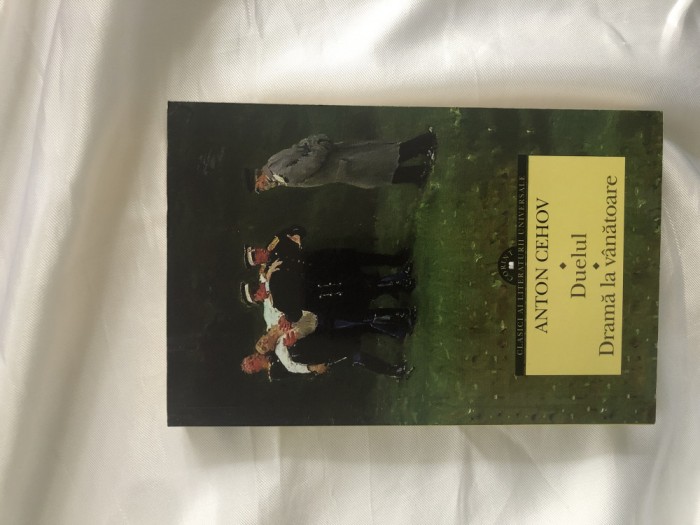 CLASICI AI LITERATURII UNIVERSALE
ANTON CEHOV
Duelul
Dramă la vânătoare